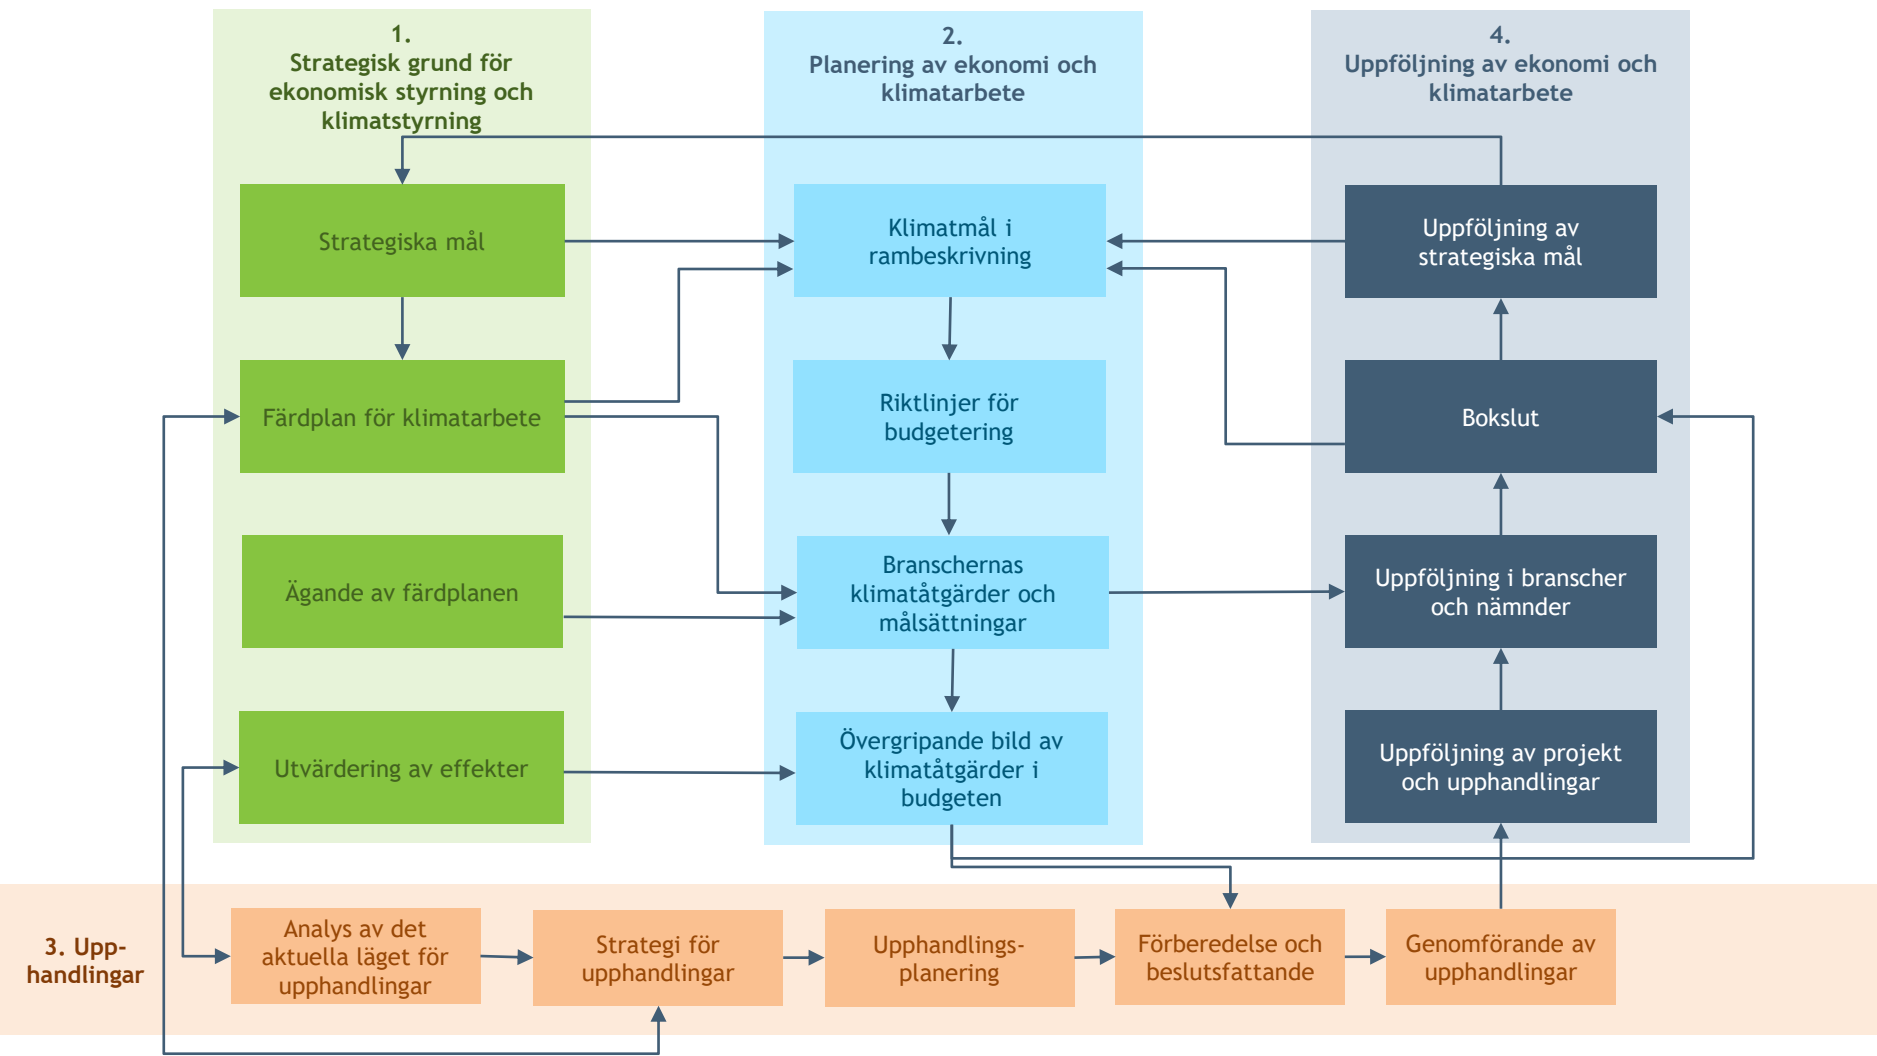 1.
Strategisk grund för
ekonomisk styrning och
klimatstyrning
Strategiska mål
Färdplan för klimatarbete
Ägande av färdplanen
Utvärdering av effekter
2.
Planering av ekonomi och
klimatarbete
Klimatmål i
rambeskrivning
Riktlinjer för
budgetering
Branschernas
klimatåtgärder och
målsättningar
Övergripande bild av
klimatåtgärder i
budgeten
4.
Uppföljning av ekonomi och
klimatarbete
Uppföljning av
strategiska mål
Bokslut
Uppföljning i branscher
och nämnder
Uppföljning av projekt
och upphandlingar
3. Upp-
handlingar
Analys av det
aktuella läget för
upphandlingar
Strategi för
upphandlingar
Upphandlings-
planering
Förberedelse och
beslutsfattande
Genomförande av
upphandlingar